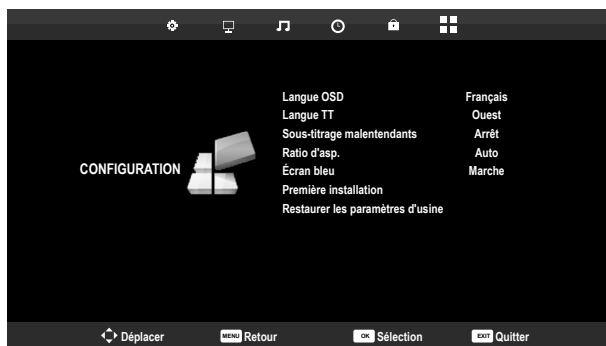 Langue OSD Français
Langue TT Ouest
Sous-titrage malentendants Arrêt
Ratio d'asp. Auto
CONFIGURATION
Écran bleu Marche
Première installation
Restaurer les paramètres d'usine
Déplacer MENU Retour OK Sélection EXIT Quitter